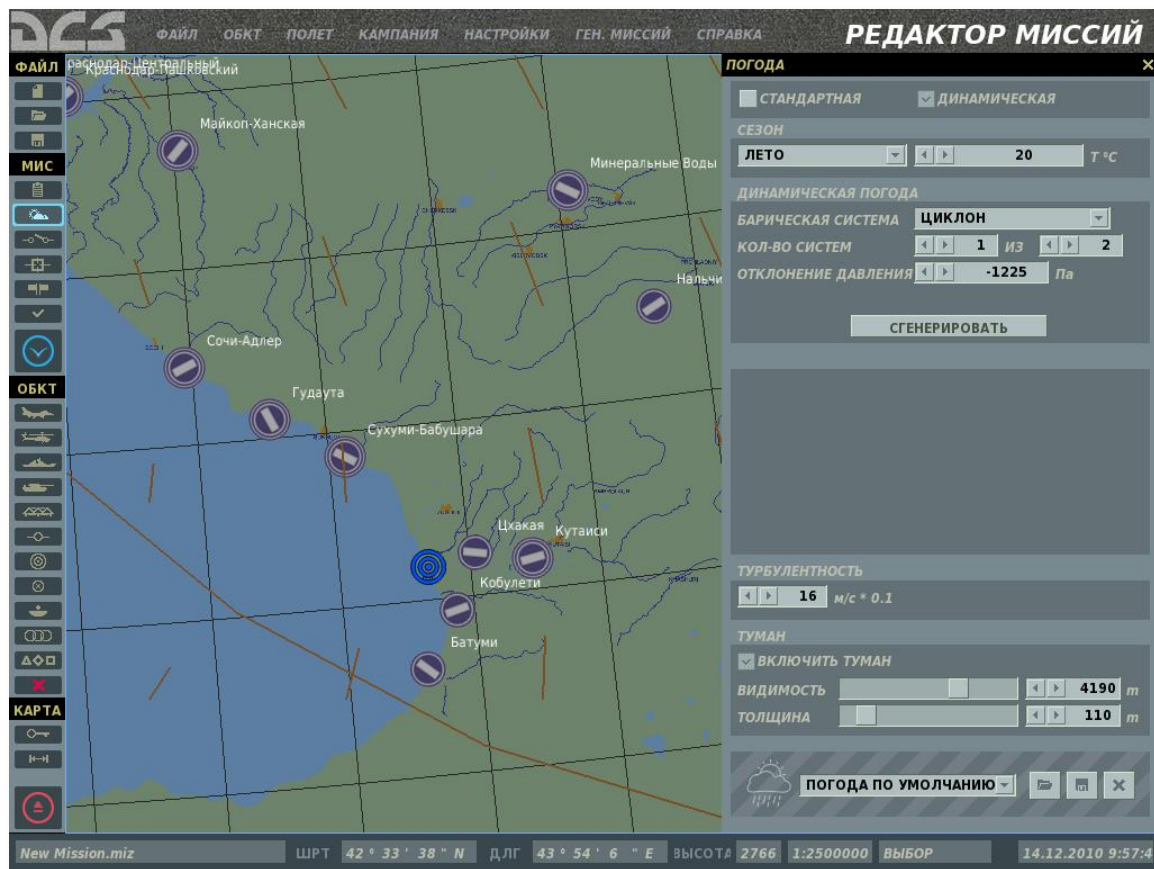 DCS ФАЙЛ ОБКТ ПОЛЕТ КАМПАНИЯ НАСТРОЙКИ ГЕН. МИССИЙ СПРАВКА РЕДАКТОР МИССИЙ
ФАЙЛ
МИС
ОБКТ
КАРТА
Краснодар-Центральный
Краснодар-Пашковский
Майкоп-Ханская
Минеральные Воды
Нальчи
Сочи-Адлер
Гудаута
Сухуми-Бабушара
Цхакая
Кутаиси
Кобулети
Батуми
ПОГОДА
СТАНДАРТНАЯ ДИНАМИЧЕСКАЯ
СЕЗОН
ЛЕТО 20 T °C
ДИНАМИЧЕСКАЯ ПОГОДА
БАРИЧЕСКАЯ СИСТЕМА ЦИКЛОН
КОЛ-ВО СИСТЕМ 1 ИЗ 2
ОТКЛОНЕНИЕ ДАВЛЕНИЯ -1225 Па
СГЕНЕРИРОВАТЬ
ТУРБУЛЕНТНОСТЬ
16 м/с * 0.1
ТУМАН
ВКЛЮЧИТЬ ТУМАН
ВИДИМОСТЬ 4190 m
ТОЛЩИНА 110 m
ПОГОДА ПО УМОЛЧАНИЮ
New Mission.miz ШРТ 42 ° 33 ' 38 " N ДЛГ 43 ° 54 ' 6 " E ВЫСОТА 2766 1:2500000 ВЫБОР 14.12.2010 9:57:4